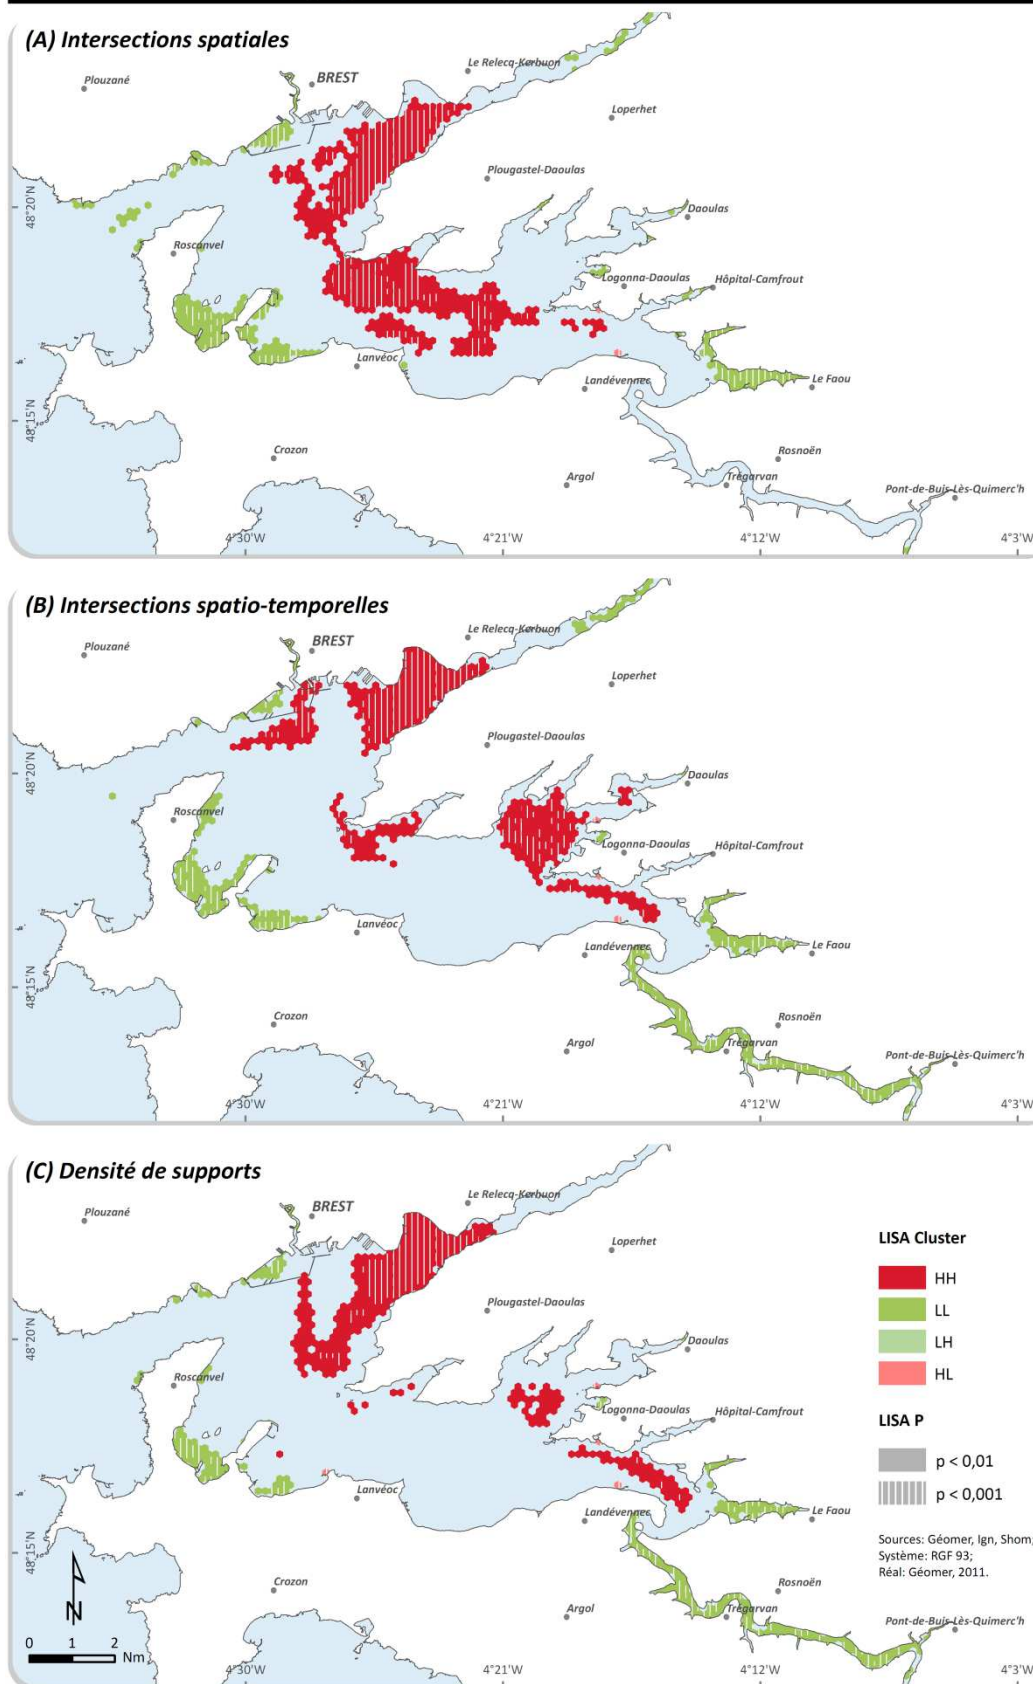 (A) Intersections spatiales
Plouzané
BREST
Le Relecq-Kerhuon
Loperhet
Plougastel-Daoulas
48°20'N
Daoulas
Roscanvel
Logonna-Daoulas
Hôpital-Camfrout
Lanvéoc
Landévennec
Le Faou
48°15'N
Crozon
Argol
Rosnoën
Trégarvan
Pont-de-Buis-Lès-Quimerc'h
4°30'W
4°21'W
4°12'W
4°3'W
(B) Intersections spatio-temporelles
Plouzané
BREST
Le Relecq-Kerhuon
Loperhet
Plougastel-Daoulas
48°20'N
Daoulas
Roscanvel
Logonna-Daoulas
Hôpital-Camfrout
Lanvéoc
Landévennec
Le Faou
48°15'N
Crozon
Argol
Rosnoën
Trégarvan
Pont-de-Buis-Lès-Quimerc'h
4°30'W
4°21'W
4°12'W
4°3'W
(C) Densité de supports
Plouzané
BREST
Le Relecq-Kerhuon
Loperhet
Plougastel-Daoulas
48°20'N
Daoulas
Roscanvel
Logonna-Daoulas
Hôpital-Camfrout
Lanvéoc
Landévennec
Le Faou
48°15'N
Crozon
Argol
Rosnoën
Trégarvan
Pont-de-Buis-Lès-Quimerc'h
LISA Cluster
HH
LL
LH
HL
LISA P
p < 0,01
p < 0,001
Sources: Géomer, Ign, Shom;
Système: RGF 93;
Réal: Géomer, 2011.
N
0 1 2 Nm
4°30'W
4°21'W
4°12'W
4°3'W